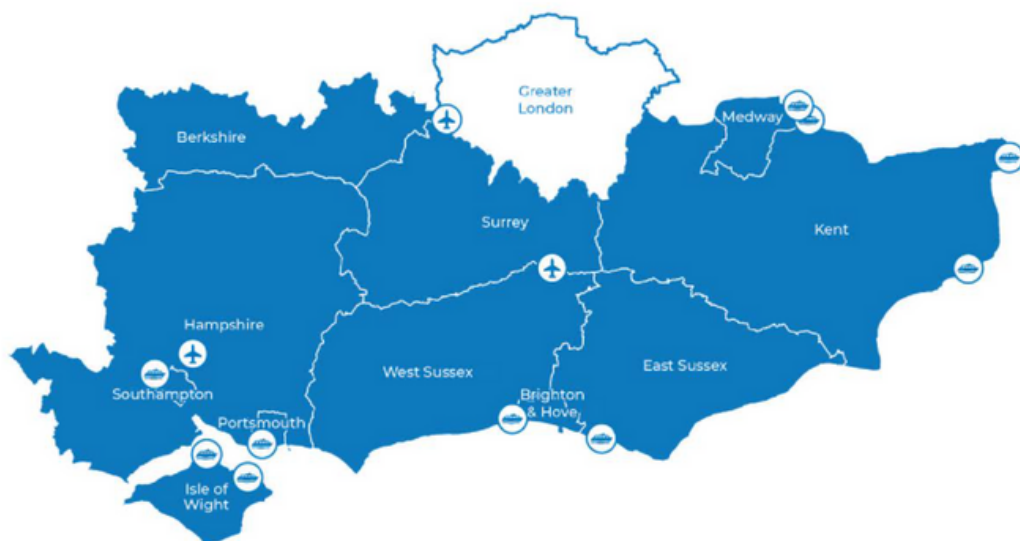 Greater
London
Berkshire
Medway
Surrey
Kent
Hampshire
West Sussex
East Sussex
Southampton
Brighton
& Hove
Portsmouth
Isle of
Wight